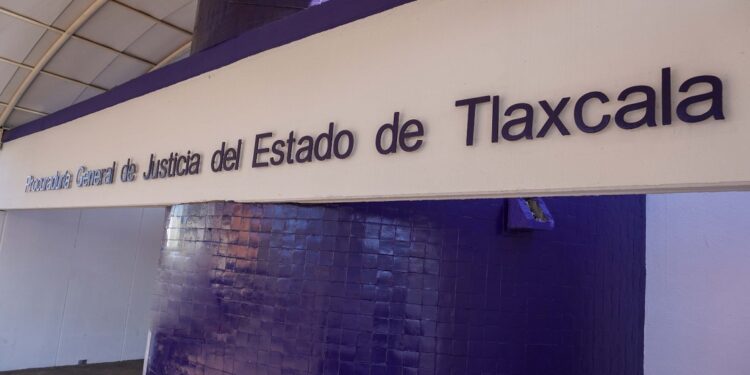 Procuraduría General de Justicia del Estado de Tlaxcala